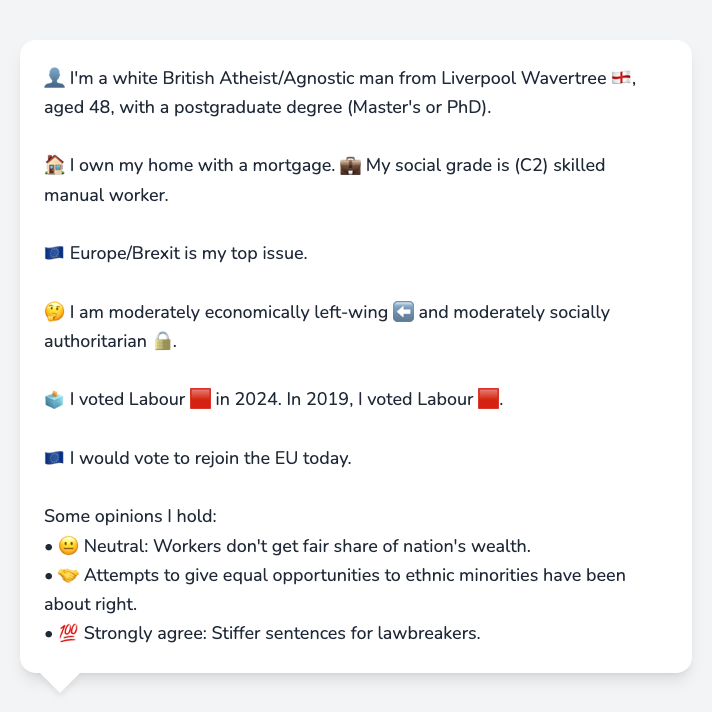 👤 I'm a white British Atheist/Agnostic man from Liverpool Wavertree 🏴󠁧󠁢󠁥󠁮󠁧󠁿,
aged 48, with a postgraduate degree (Master's or PhD).
🏠 I own my home with a mortgage. 💼 My social grade is (C2) skilled
manual worker.
🇪🇺 Europe/Brexit is my top issue.
🤔 I am moderately economically left-wing ⬅️ and moderately socially
authoritarian 🔒.
🗳️ I voted Labour 🟥 in 2024. In 2019, I voted Labour 🟥.
🇪🇺 I would vote to rejoin the EU today.
Some opinions I hold:
• 😐 Neutral: Workers don't get fair share of nation's wealth.
• 🤝 Attempts to give equal opportunities to ethnic minorities have been
about right.
• 💯 Strongly agree: Stiffer sentences for lawbreakers.